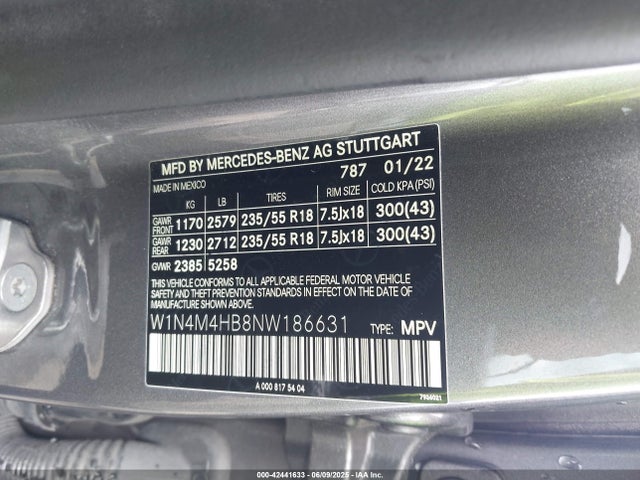 MFD BY MERCEDES-BENZ AG STUTTGART
MADE IN MEXICO 787 01/22
KG LB TIRES RIM SIZE COLD KPA(PSI)
GAWR FRONT 1170 2579 235/55 R18 7.5Jx18 300(43)
GAWR REAR 1230 2712 235/55 R18 7.5Jx18 300(43)
GVWR 2385 5258
THIS VEHICLE CONFORMS TO ALL APPLICABLE FEDERAL MOTOR VEHICLE
SAFETY, BUMPER, AND THEFT PREVENTION STANDARDS IN EFFECT
ON THE DATE OF MANUFACTURE SHOWN ABOVE.
W1N4M4HB8NW186631 TYPE: MPV
A 000 817 54 04
000-42441633 - 06/09/2025 - IAA Inc.